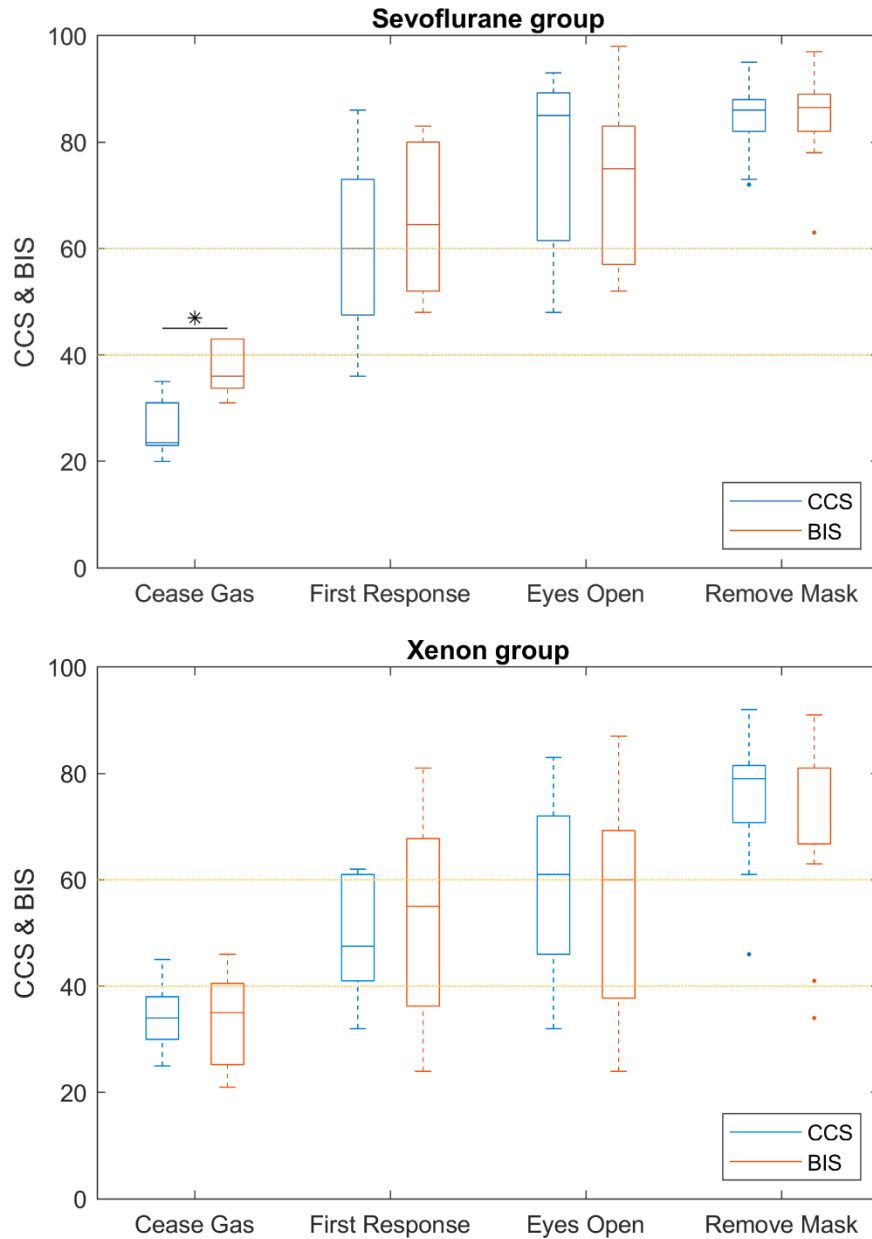 Sevoflurane group
100
80
60
40
20
0
CCS & BIS
*
CCS
BIS
Cease Gas First Response Eyes Open Remove Mask
Xenon group
100
80
60
40
20
0
CCS & BIS
CCS
BIS
Cease Gas First Response Eyes Open Remove Mask